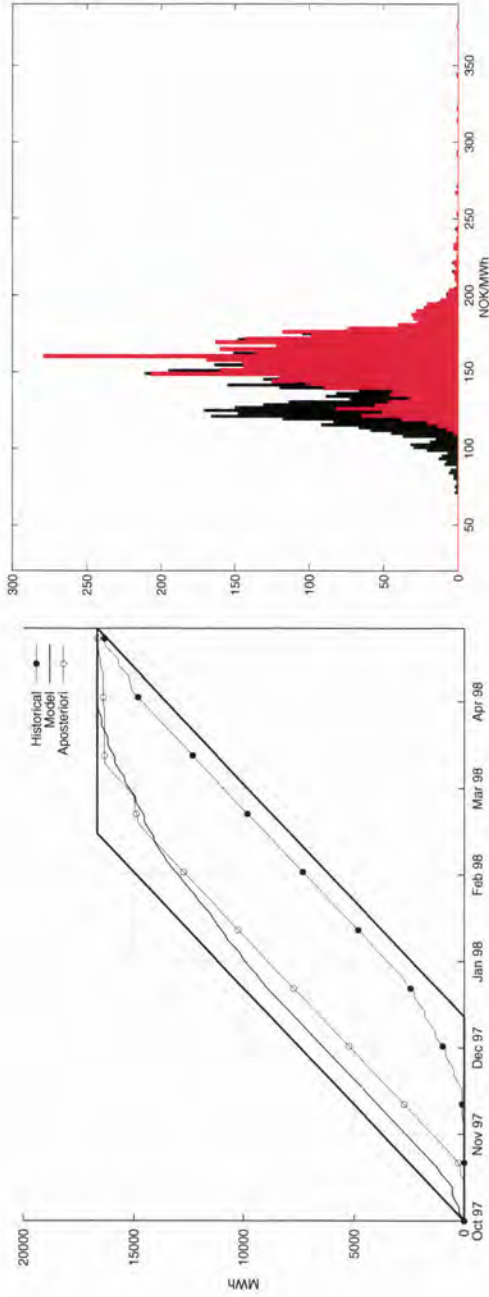 20000
15000
10000
5000
0
MWh
Oct 97
Nov 97
Dec 97
Jan 98
Feb 98
Mar 98
Apr 98
Historical
Model
Aposteriori
300
250
200
150
100
50
0
50
100
150
200
250
300
350
NOK/MWh